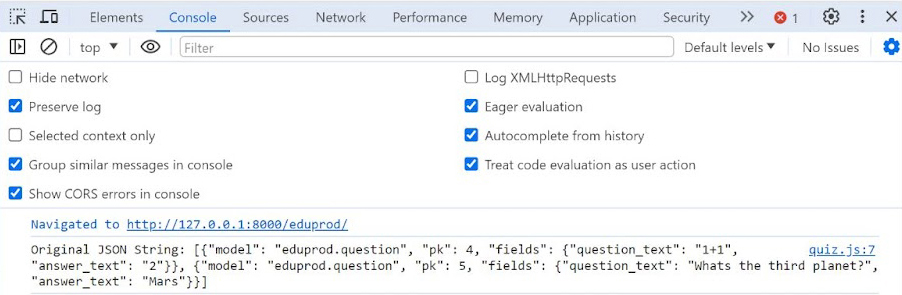 Elements Console Sources Network Performance Memory Application Security 1
top Filter Default levels No Issues
Hide network Log XMLHttpRequests
Preserve log Eager evaluation
Selected context only Autocomplete from history
Group similar messages in console Treat code evaluation as user action
Show CORS errors in console
Navigated to http://127.0.0.1:8000/eduprod/
Original JSON String: [{"model": "eduprod.question", "pk": 4, "fields": {"question_text": "1+1", quiz.js:7
"answer_text": "2"}}, {"model": "eduprod.question", "pk": 5, "fields": {"question_text": "Whats the third planet?",
"answer_text": "Mars"}}]